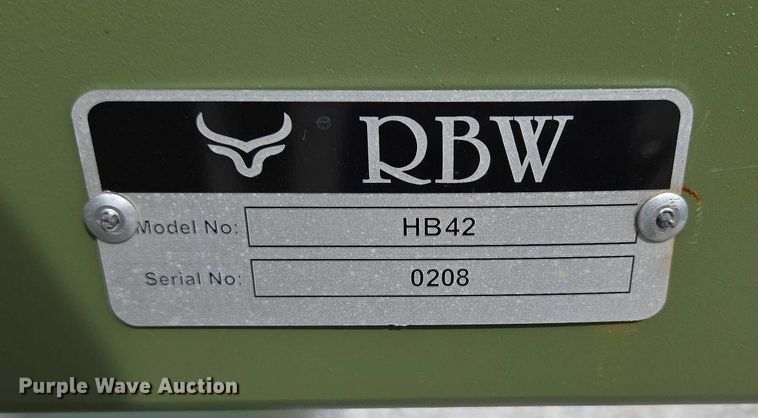 RBW
Model No: HB42
Serial No: 0208
Purple Wave Auction